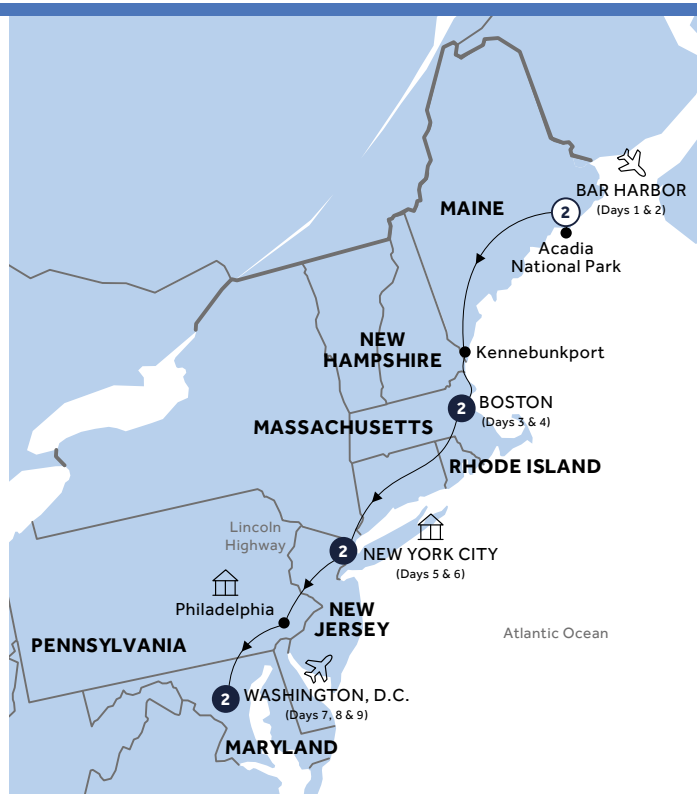 BAR HARBOR
(Days 1 & 2)
MAINE
2
Acadia
National Park
NEW
HAMPSHIRE
Kennebunkport
2
BOSTON
(Days 3 & 4)
MASSACHUSETTS
RHODE ISLAND
Lincoln
Highway
2
NEW YORK CITY
(Days 5 & 6)
Philadelphia
NEW
JERSEY
Atlantic Ocean
PENNSYLVANIA
2
WASHINGTON, D.C.
(Days 7, 8 & 9)
MARYLAND